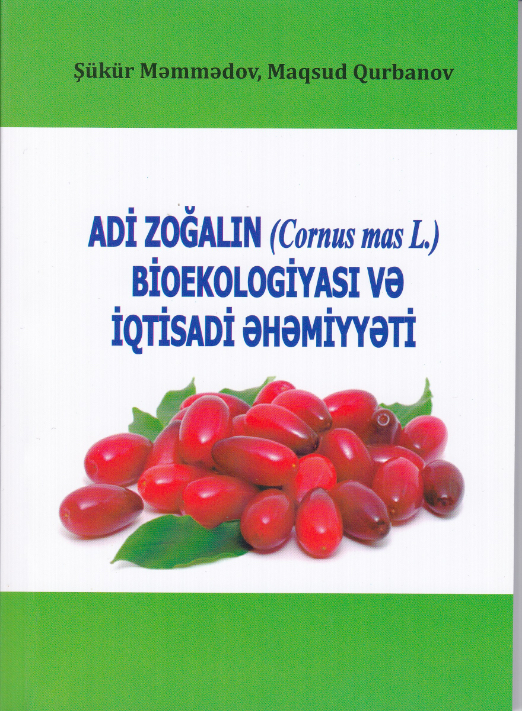 Şükür Məmmədov, Maqsud Qurbanov
ADİ ZOĞALIN (Cornus mas L.)
BİOEKOLOGİYASI VƏ
İQTİSADİ ƏHƏMİYYƏTİ